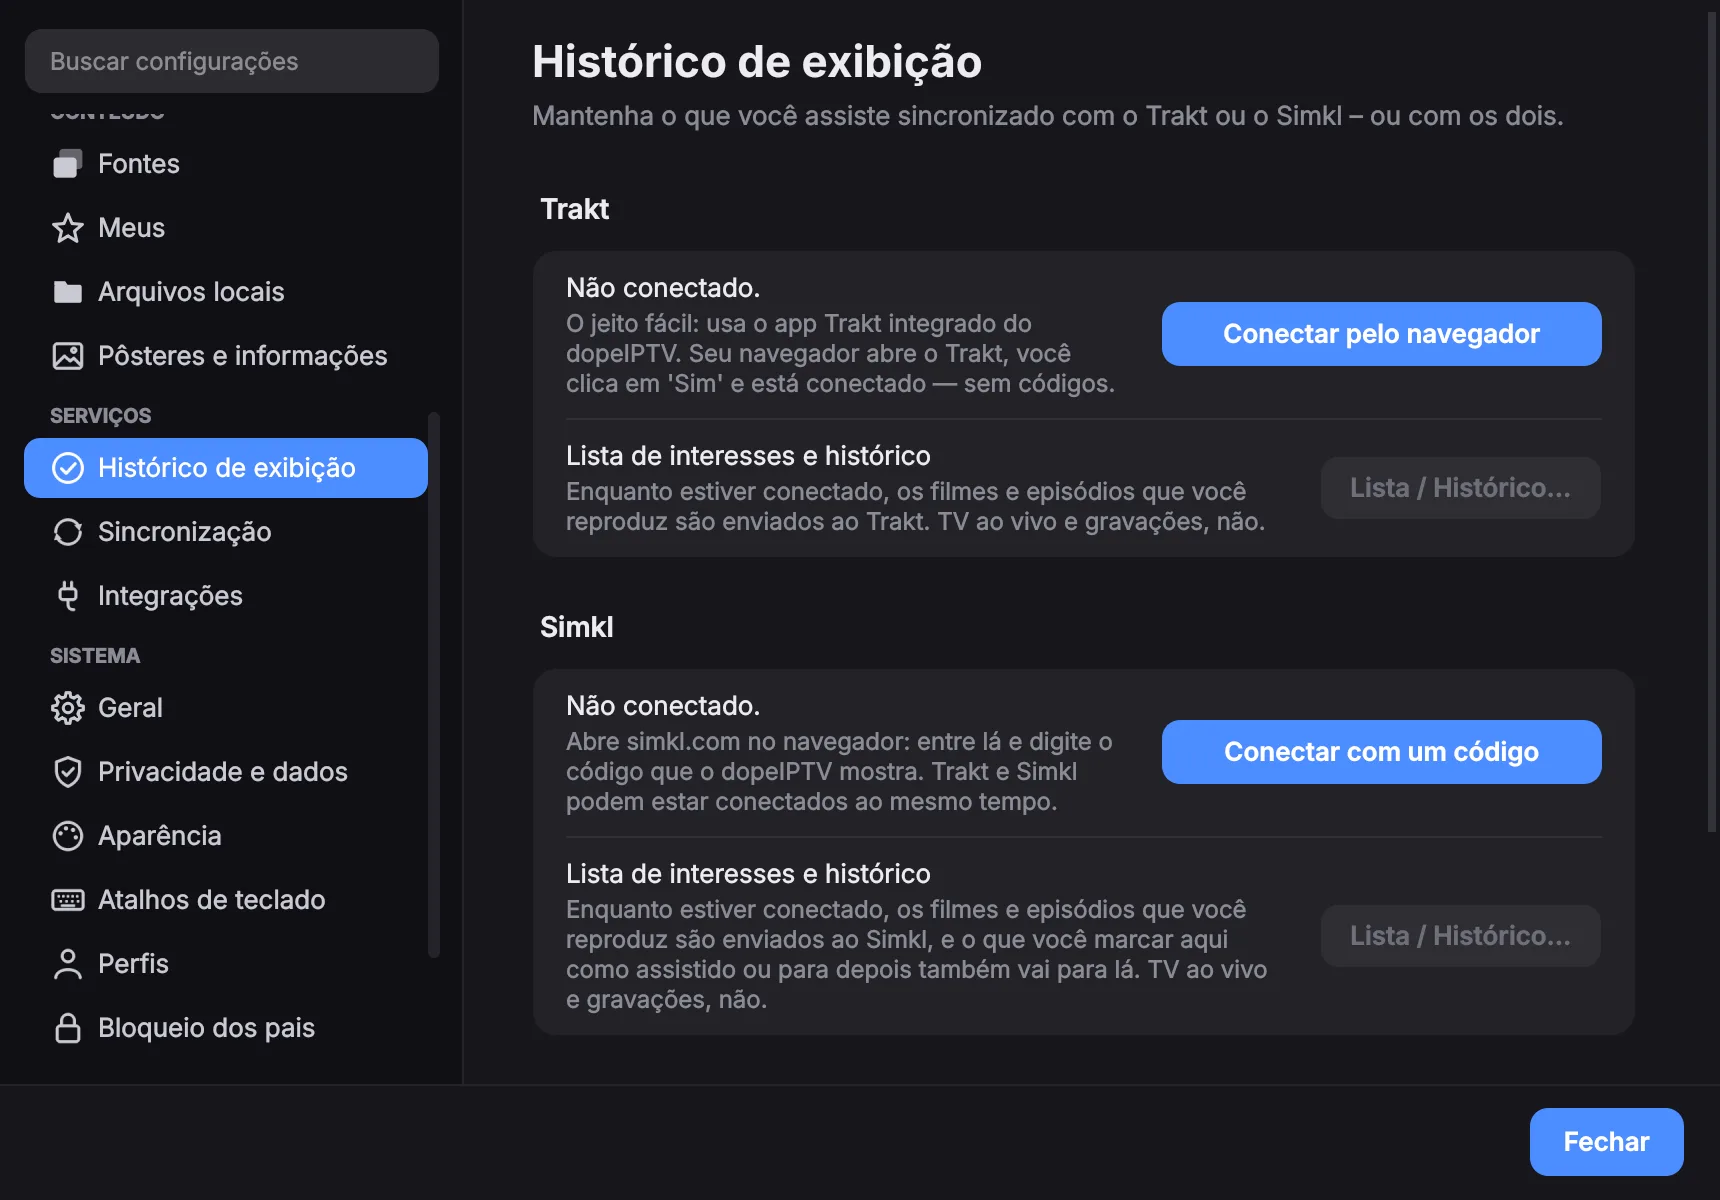 Buscar configurações
CONTEÚDO
Fontes
Meus
Arquivos locais
Pôsteres e informações
SERVIÇOS
Histórico de exibição
Sincronização
Integrações
SISTEMA
Geral
Privacidade e dados
Aparência
Atalhos de teclado
Perfis
Bloqueio dos pais
Histórico de exibição
Mantenha o que você assiste sincronizado com o Trakt ou o Simkl – ou com os dois.
Trakt
Não conectado.
O jeito fácil: usa o app Trakt integrado do
dopeIPTV. Seu navegador abre o Trakt, você
clica em 'Sim' e está conectado — sem códigos.
Conectar pelo navegador
Lista de interesses e histórico
Enquanto estiver conectado, os filmes e episódios que você
reproduz são enviados ao Trakt. TV ao vivo e gravações, não.
Lista / Histórico...
Simkl
Não conectado.
Abre simkl.com no navegador: entre lá e digite o
código que o dopeIPTV mostra. Trakt e Simkl
podem estar conectados ao mesmo tempo.
Conectar com um código
Lista de interesses e histórico
Enquanto estiver conectado, os filmes e episódios que você
reproduz são enviados ao Simkl, e o que você marcar aqui
como assistido ou para depois também vai para lá. TV ao vivo
e gravações, não.
Lista / Histórico...
Fechar